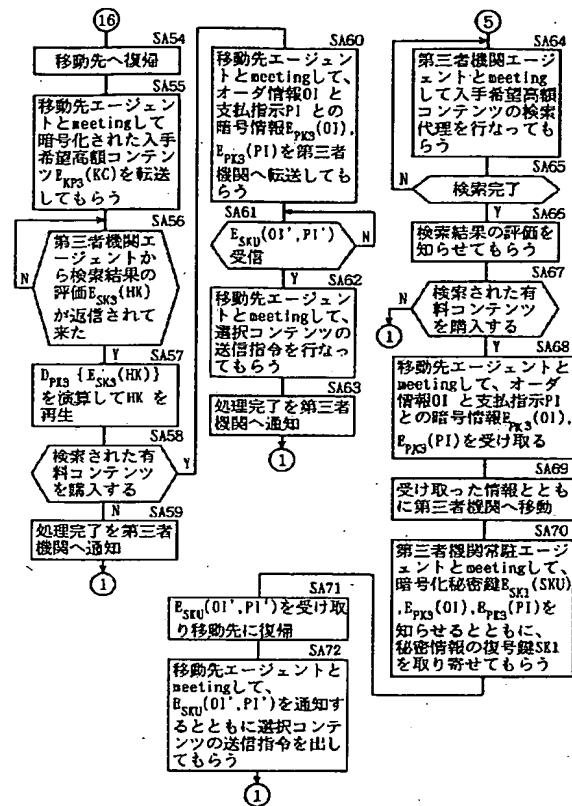 16
SA54
移動先へ復帰
SA55
移動先エージェン
トとmeetingして
暗号化された入手
希望高額コンテン
ツE_KP3(KC)を転送
してもらう
SA56
第三者機関エ
ージェントか
ら検索結果の
評価E_SK3(HK)
が返信されて
来た
N
Y
SA57
D_PK3{E_SK3(HK)}
を演算してHK を
再生
SA58
検索された有
料コンテンツ
を購入する
Y
N
SA59
処理完了を第三者
機関へ通知
1
SA60
移動先エージェン
トとmeetingして、
オーダ情報OI と
支払指示PI との
暗号情報E_PK3(OI),
E_PK3(PI)を第三者
機関へ転送しても
らう
SA61
E_SKU(OI',PI')
受信
N
Y
SA62
移動先エージェン
トとmeetingして、
選択コンテンツの
送信指令を行なっ
てもらう
SA63
処理完了を第三者
機関へ通知
1
5
SA64
第三者機関エージ
ェントとmeeting
して入手希望高額
コンテンツの検索
代理を行なっても
らう
SA65
検索完了
N
Y
SA66
検索結果の評価を
知らせてもらう
SA67
検索された有
料コンテンツ
を購入する
N
1
Y
SA68
移動先エージェントと
meetingして、オーダ
情報OI と支払指示PI
との暗号情報E_PK3(OI),
E_PK3(PI)を受け取る
SA69
受け取った情報ととも
に第三者機関へ移動
SA70
第三者機関常駐エージ
ェントとmeetingして、
暗号化秘密鍵E_SK1(SKU)
,E_PK3(OI),E_PK3(PI)を
知らせるとともに、
秘密情報の復号鍵SK1
を取り寄せてもらう
SA71
E_SKU(OI',PI')を受け取
り移動先に復帰
SA72
移動先エージェントと
meetingして、
E_SKU(OI',PI')を通知す
るとともに選択コンテ
ンツの送信指令を出し
てもらう
1